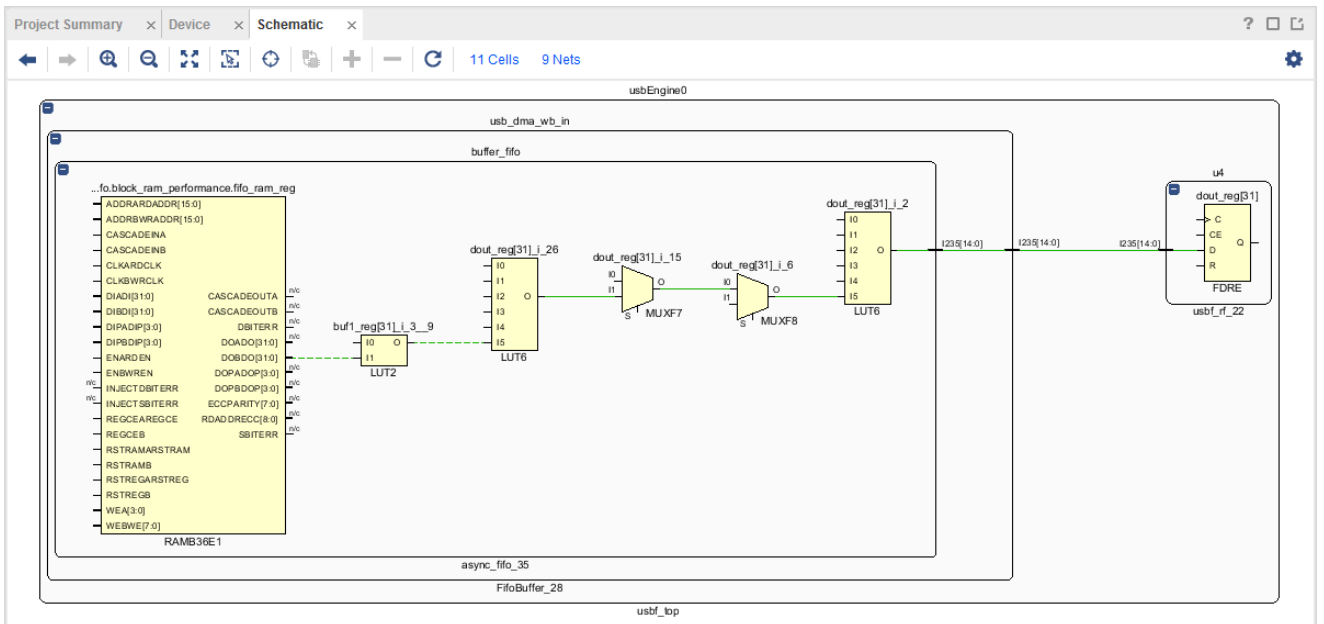 Project Summary × Device × Schematic ×
?
11 Cells 9 Nets
usbEngine0
usb_dma_wb_in
buffer_fifo
...fo.block_ram_performance.fifo_ram_reg
ADDRARDADDR[15:0]
ADDRBWRADDR[15:0]
CASCADEINA
CASCADEINB
CLKARDCLK
CLKBWRCLK
DIADI[31:0] CASCADEOUTA n/c
DIBDI[31:0] CASCADEOUTB n/c
DIPADIP[3:0] DBITERR n/c
DIPBDIP[3:0] DOADO[31:0] n/c
ENARDEN DOBDO[31:0]
ENBWREN DOPADOP[3:0] n/c
n/c INJECTDBITERR DOPBDOP[3:0] n/c
n/c INJECTSBITERR ECCPARITY[7:0] n/c
REGCEAREGCE RDADDRECC[8:0] n/c
REGCEB SBITERR n/c
RSTRAMARSTRAM
RSTRAMB
RSTREGARSTREG
RSTREGB
WEA[3:0]
WEBWE[7:0]
RAMB36E1
buf1_reg[31]_i_3__9
I0 O
I1
LUT2
dout_reg[31]_i_26
I0
I1
I2 O
I3
I4
I5
LUT6
dout_reg[31]_i_15
I0
I1 O
S MUXF7
dout_reg[31]_i_6
I0 O
I1
S MUXF8
dout_reg[31]_i_2
I0
I1
I2 O
I3
I4
I5
LUT6
I235[14:0] I235[14:0] I235[14:0]
u4
dout_reg[31]
C
CE
D Q
R
FDRE
usbf_rf_22
async_fifo_35
FifoBuffer_28
usbf_top